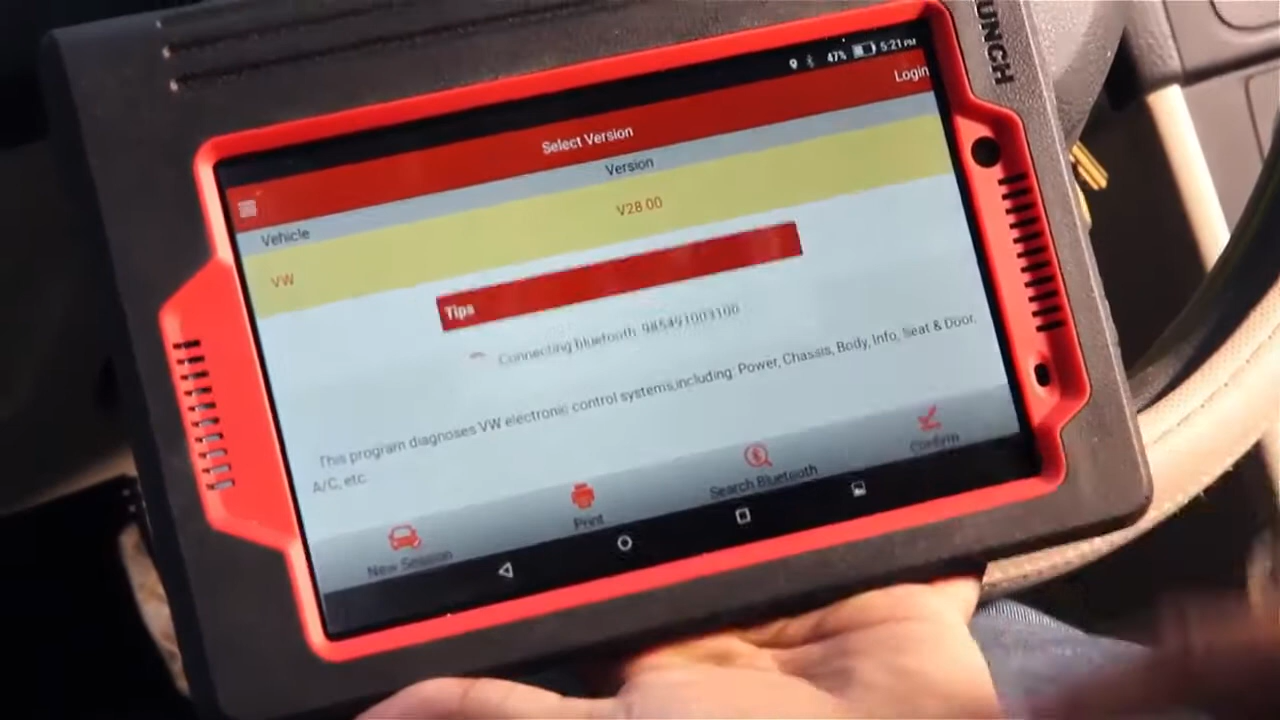 UNCH
47% 5:21 PM
Login
Select Version
Vehicle Version
VW V28.00
Tips
Connecting bluetooth: 985491003100
This program diagnoses VW electronic control systems,including: Power, Chassis, Body, Info, Seat & Door,
A/C, etc.
New Session Print Search Bluetooth Confirm